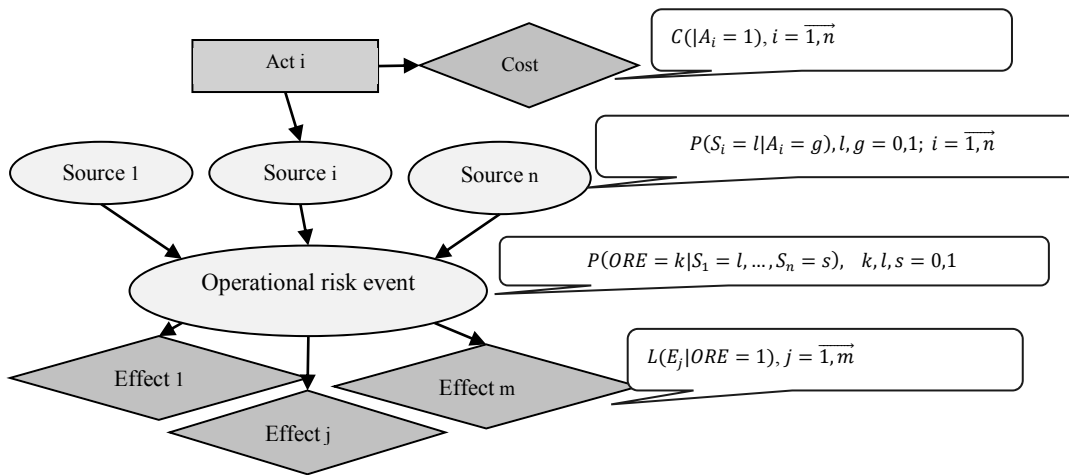 Act i
Cost
C(|A_i = 1), i = \overrightarrow{1,n}
Source 1
Source i
Source n
P(S_i = l|A_i = g), l, g = 0,1; i = \overrightarrow{1,n}
Operational risk event
P(ORE = k|S_1 = l, …, S_n = s), k, l, s = 0,1
Effect 1
Effect j
Effect m
L(E_j|ORE = 1), j = \overrightarrow{1,m}